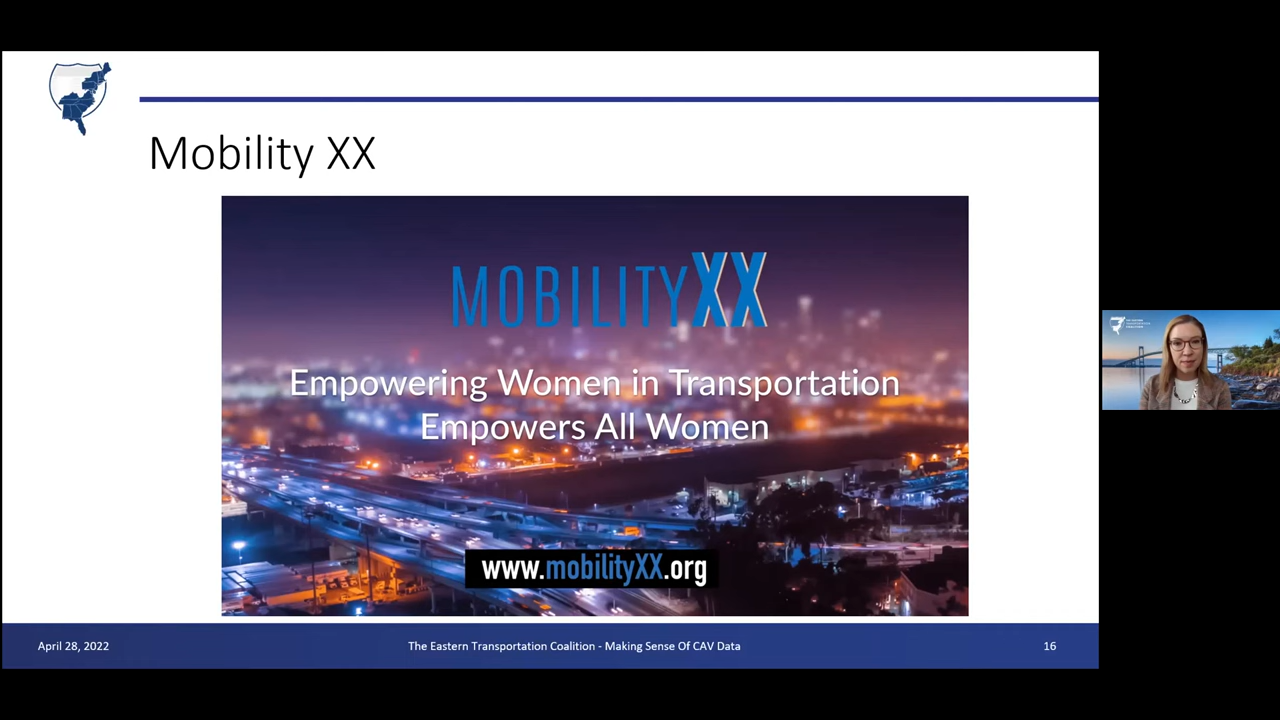 Mobility XX
MOBILITYXX
Empowering Women in Transportation
Empowers All Women
www.mobilityXX.org
April 28, 2022
The Eastern Transportation Coalition - Making Sense Of CAV Data
16